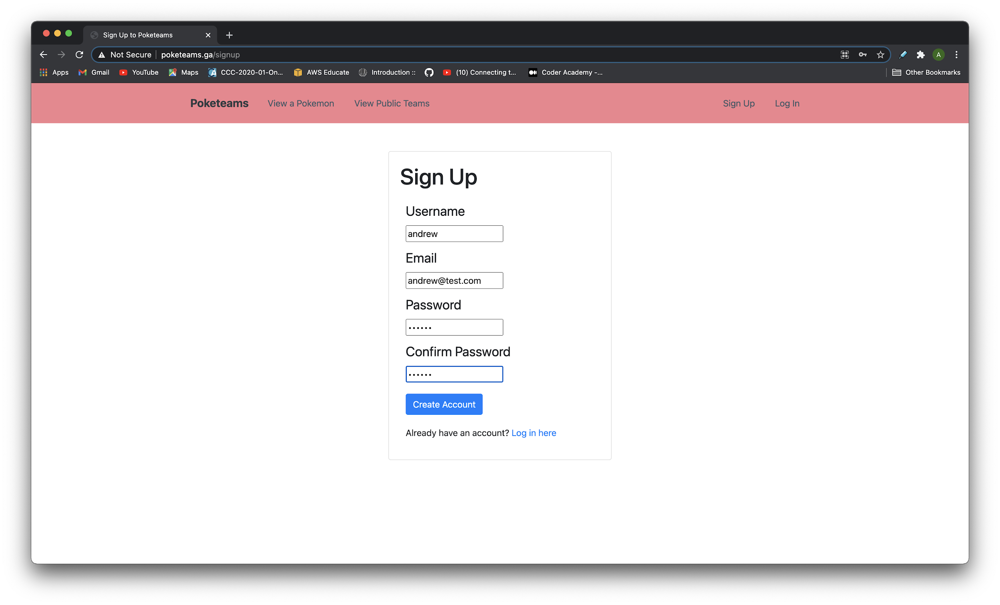 Sign Up to Poketeams
Not Secure poketeams.ga/signup A
Apps Gmail YouTube Maps CCC-2020-01-On... AWS Educate Introduction :: (10) Connecting t... Coder Academy -... Other Bookmarks
Poketeams View a Pokemon View Public Teams Sign Up Log In
Sign Up
Username
andrew
Email
andrew@test.com
Password
••••••
Confirm Password
••••••
Create Account
Already have an account? Log in here